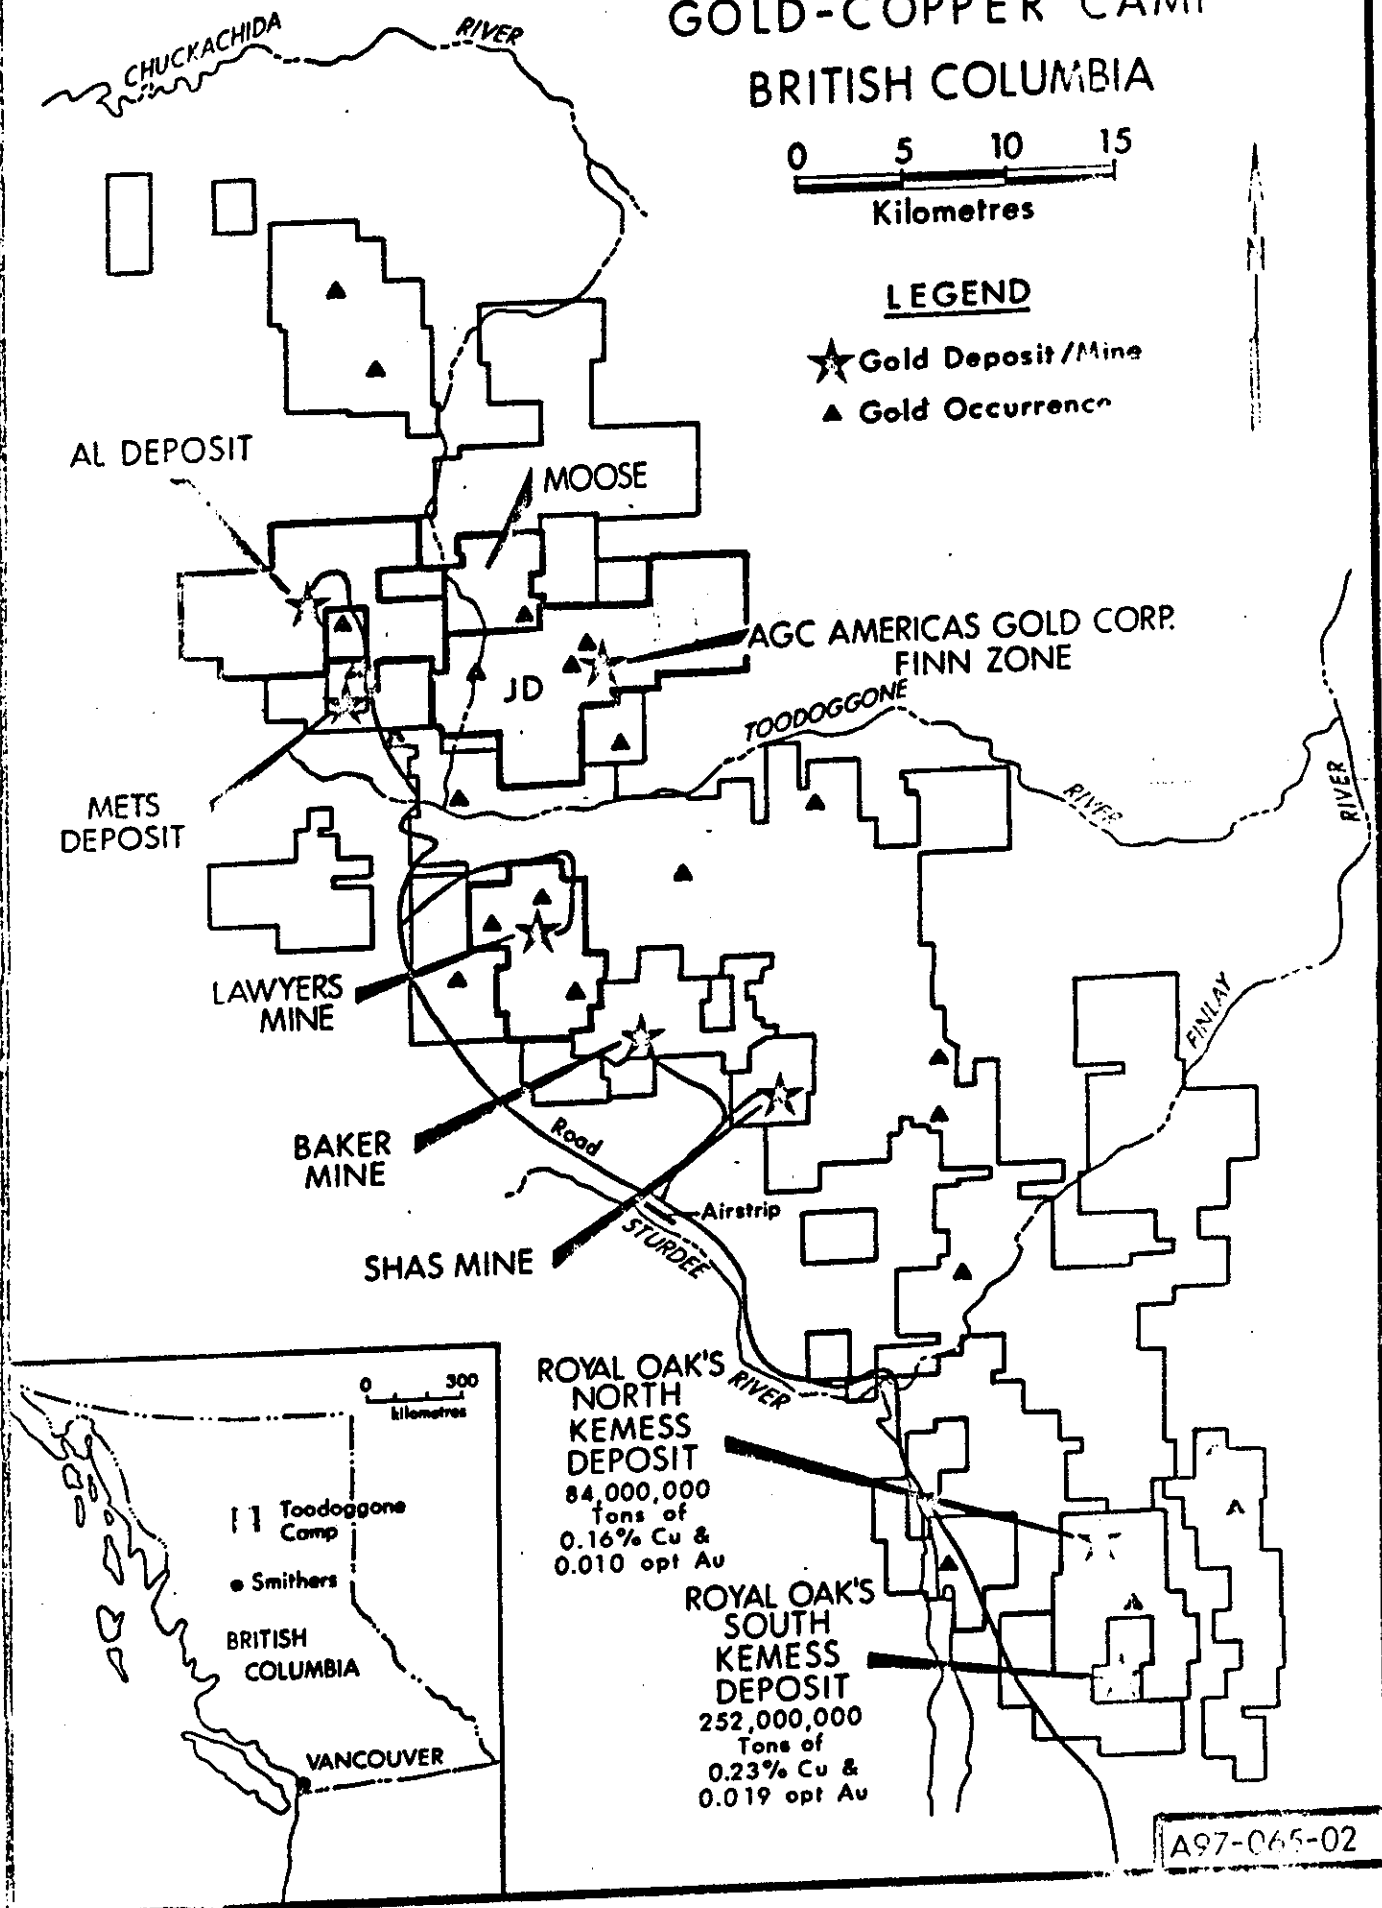 GOLD-COPPER CAMP
BRITISH COLUMBIA
0 5 10 15
Kilometres
N
LEGEND
Gold Deposit/Mine
Gold Occurrence
CHUCKACHIDA RIVER
AL DEPOSIT
MOOSE
AGC AMERICAS GOLD CORP.
FINN ZONE
JD
TOODOGGONE
RIVER
METS
DEPOSIT
RIVER
FINLAY
LAWYERS
MINE
BAKER
MINE
Road
Airstrip
STURDEE
SHAS MINE
RIVER
ROYAL OAK'S
NORTH
KEMESS
DEPOSIT
84,000,000
Tons of
0.16% Cu &
0.010 opt Au
ROYAL OAK'S
SOUTH
KEMESS
DEPOSIT
252,000,000
Tons of
0.23% Cu &
0.019 opt Au
0 300
kilometres
Toodoggone
Camp
Smithers
BRITISH
COLUMBIA
VANCOUVER
A97-065-02